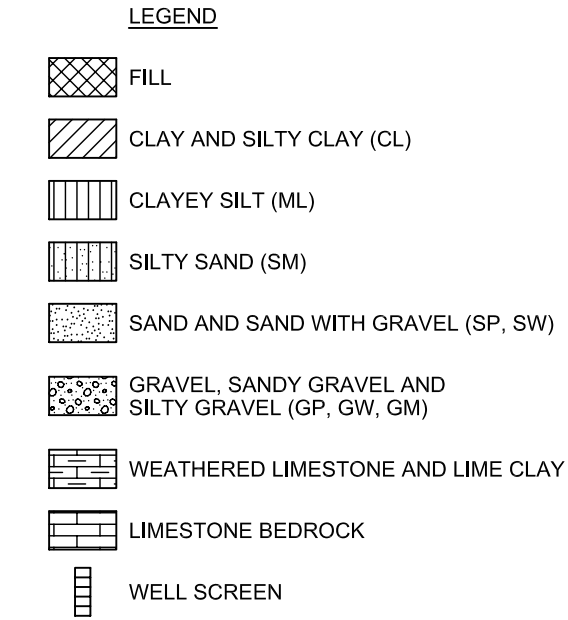 LEGEND
FILL
CLAY AND SILTY CLAY (CL)
CLAYEY SILT (ML)
SILTY SAND (SM)
SAND AND SAND WITH GRAVEL (SP, SW)
GRAVEL, SANDY GRAVEL AND
SILTY GRAVEL (GP, GW, GM)
WEATHERED LIMESTONE AND LIME CLAY
LIMESTONE BEDROCK
WELL SCREEN